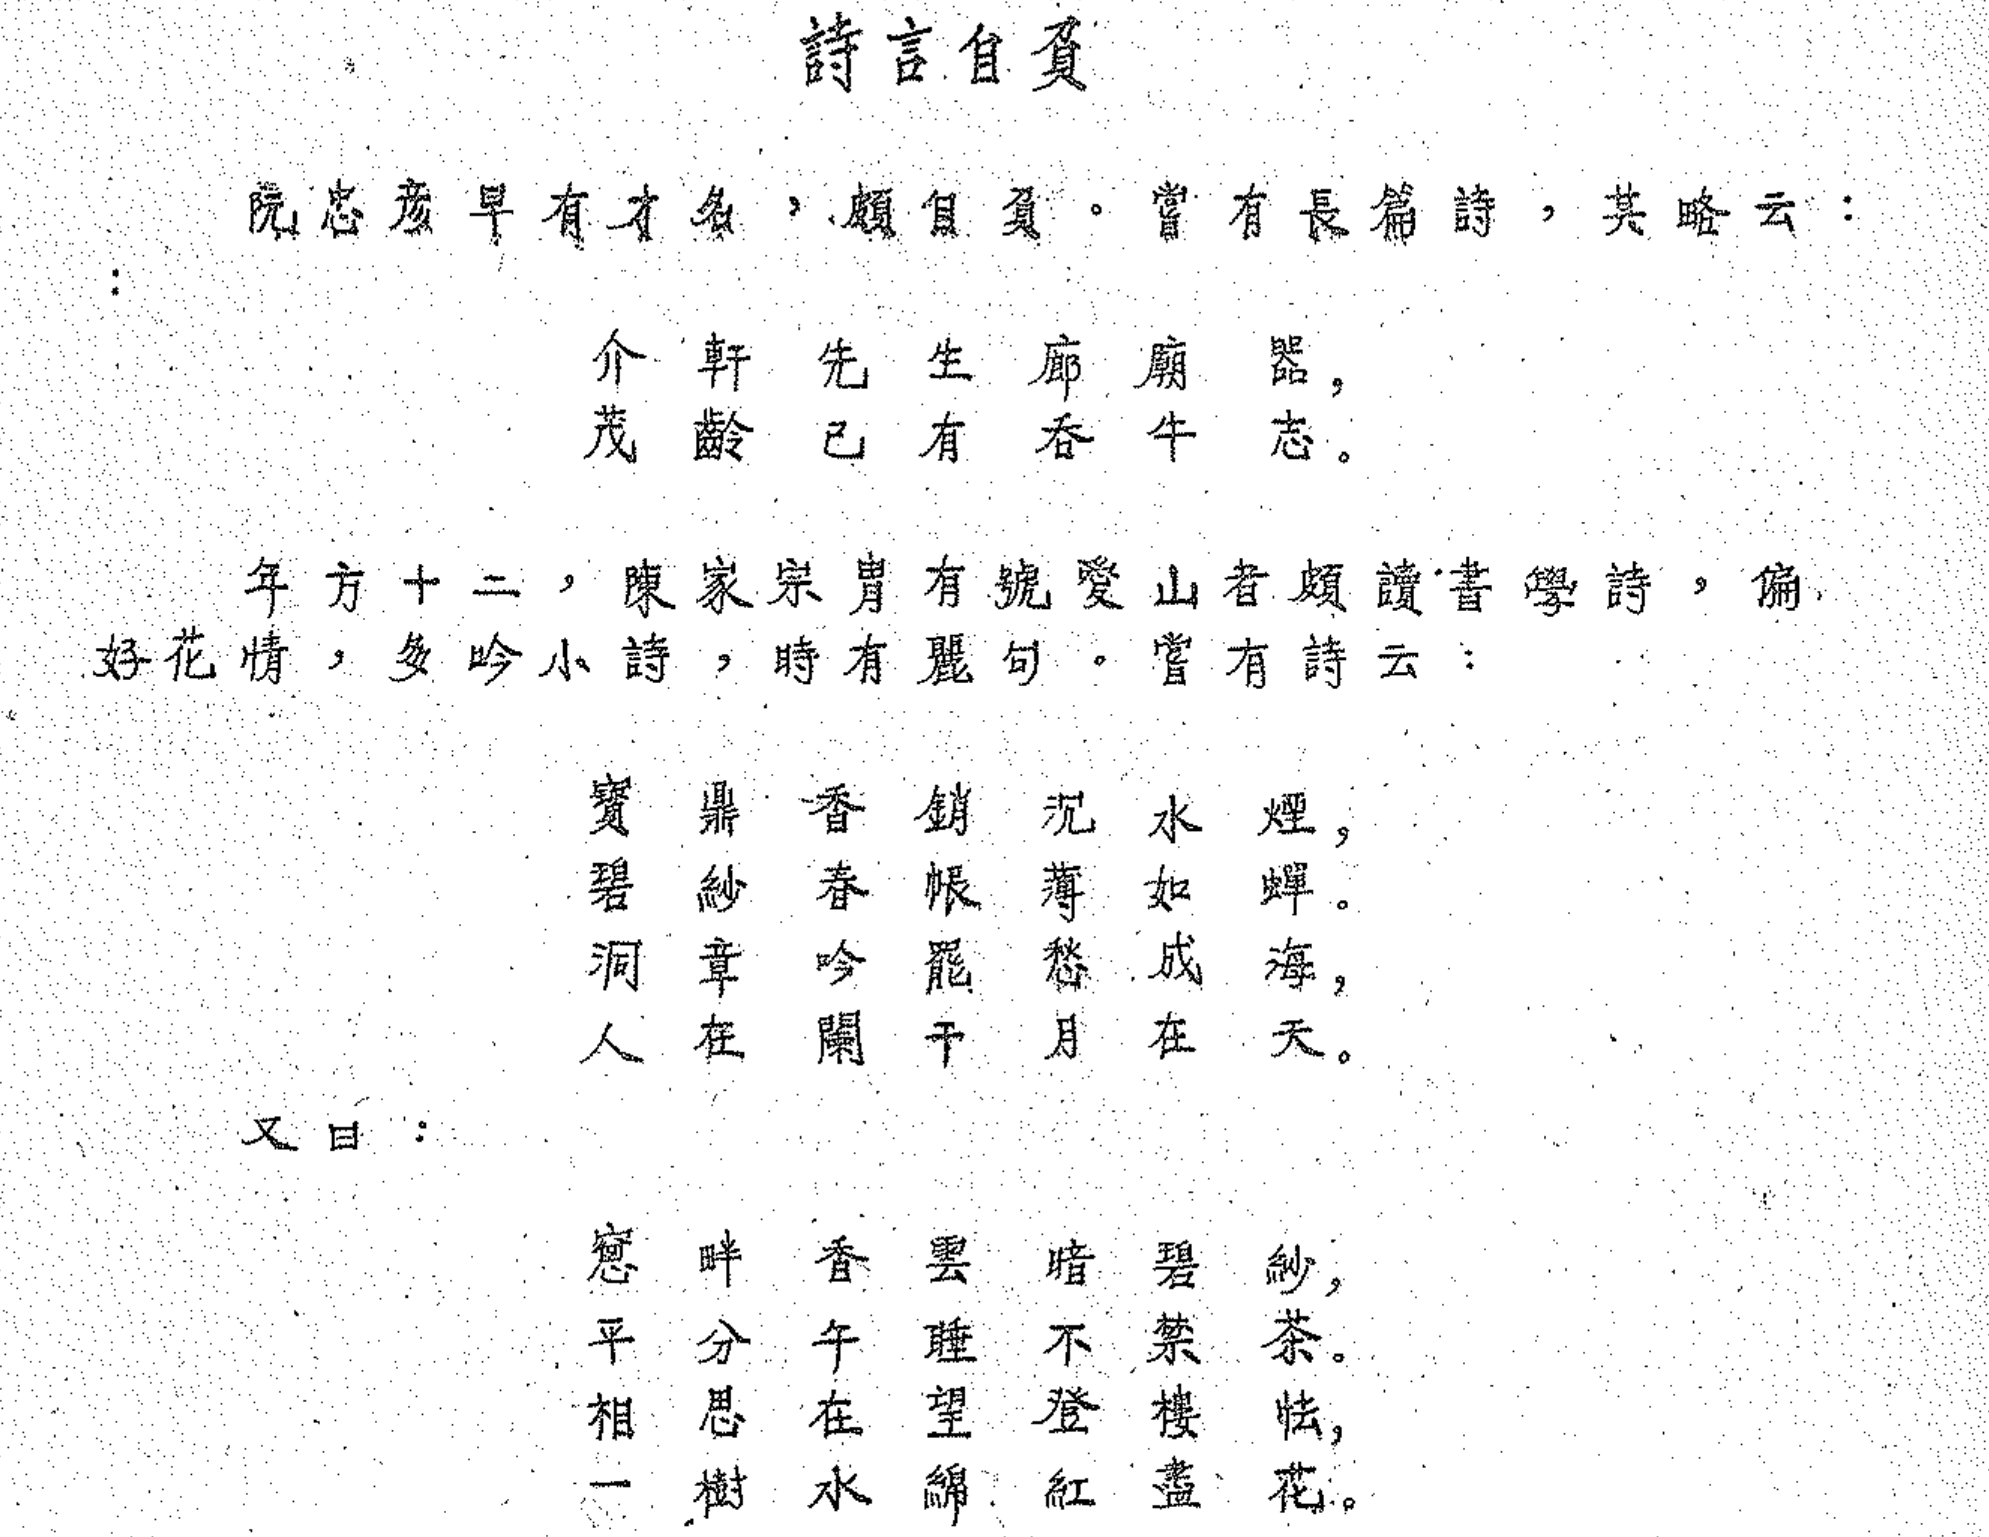 詩言自負
阮忠彦早有才名，頗自負。嘗有長篇詩，其略云：
：
介軒先生廊廟器，
茂齡已有吞牛志。
年方十二，陳家宗冑有號愛山者頗讀書學詩，偏
好花情，多吟小詩，時有麗句。嘗有詩云：
寶鼎香銷沉水煙，
碧紗春帳薄如蟬。
洞章吟罷愁成海，
人在闌干月在天。
又曰：
窓畔香雲暗碧紗，
平分午睡不禁茶。
相思在望登樓怯，
一樹水綿紅盡花。